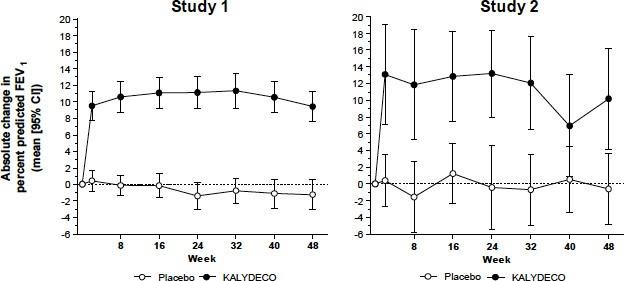 Study 1
Study 2
Absolute change in
percent predicted FEV1
(mean [95% CI])
20
18
16
14
12
10
8
6
4
2
0
-2
-4
-6
8 16 24 32 40 48
Week
Placebo KALYDECO
20
18
16
14
12
10
8
6
4
2
0
-2
-4
-6
8 16 24 32 40 48
Week
Placebo KALYDECO